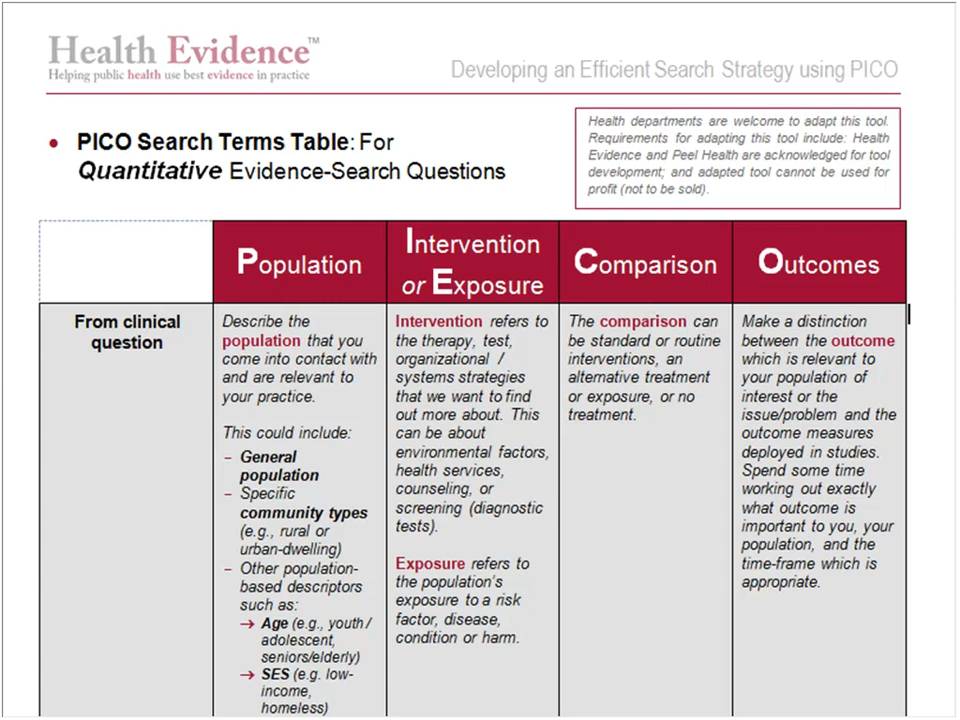 Health Evidence™
Helping public health use best evidence in practice
Developing an Efficient Search Strategy using PICO
• PICO Search Terms Table: For
Quantitative Evidence-Search Questions
Health departments are welcome to adapt this tool.
Requirements for adapting this tool include: Health
Evidence and Peel Health are acknowledged for tool
development; and adapted tool cannot be used for
profit (not to be sold).
Population
Intervention
or Exposure
Comparison
Outcomes
From clinical
question
Describe the
population that you
come into contact with
and are relevant to
your practice.
This could include:
– General
population
– Specific
community types
(e.g., rural or
urban-dwelling)
– Other population-
based descriptors
such as:
→ Age (e.g., youth/
adolescent,
seniors/elderly)
→ SES (e.g. low-
income,
homeless)
Intervention refers to
the therapy, test,
organizational /
systems strategies
that we want to find
out more about. This
can be about
environmental factors,
health services,
counseling, or
screening (diagnostic
tests).
Exposure refers to
the population's
exposure to a risk
factor, disease,
condition or harm.
The comparison can
be standard or routine
interventions, an
alternative treatment
or exposure, or no
treatment.
Make a distinction
between the outcome
which is relevant to
your population of
interest or the
issue/problem and the
outcome measures
deployed in studies.
Spend some time
working out exactly
what outcome is
important to you, your
population, and the
time-frame which is
appropriate.